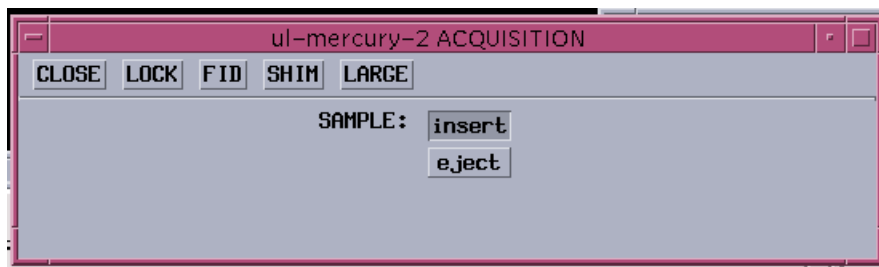 ul-mercury-2 ACQUISITION
CLOSE LOCK FID SHIM LARGE
SAMPLE: insert
eject